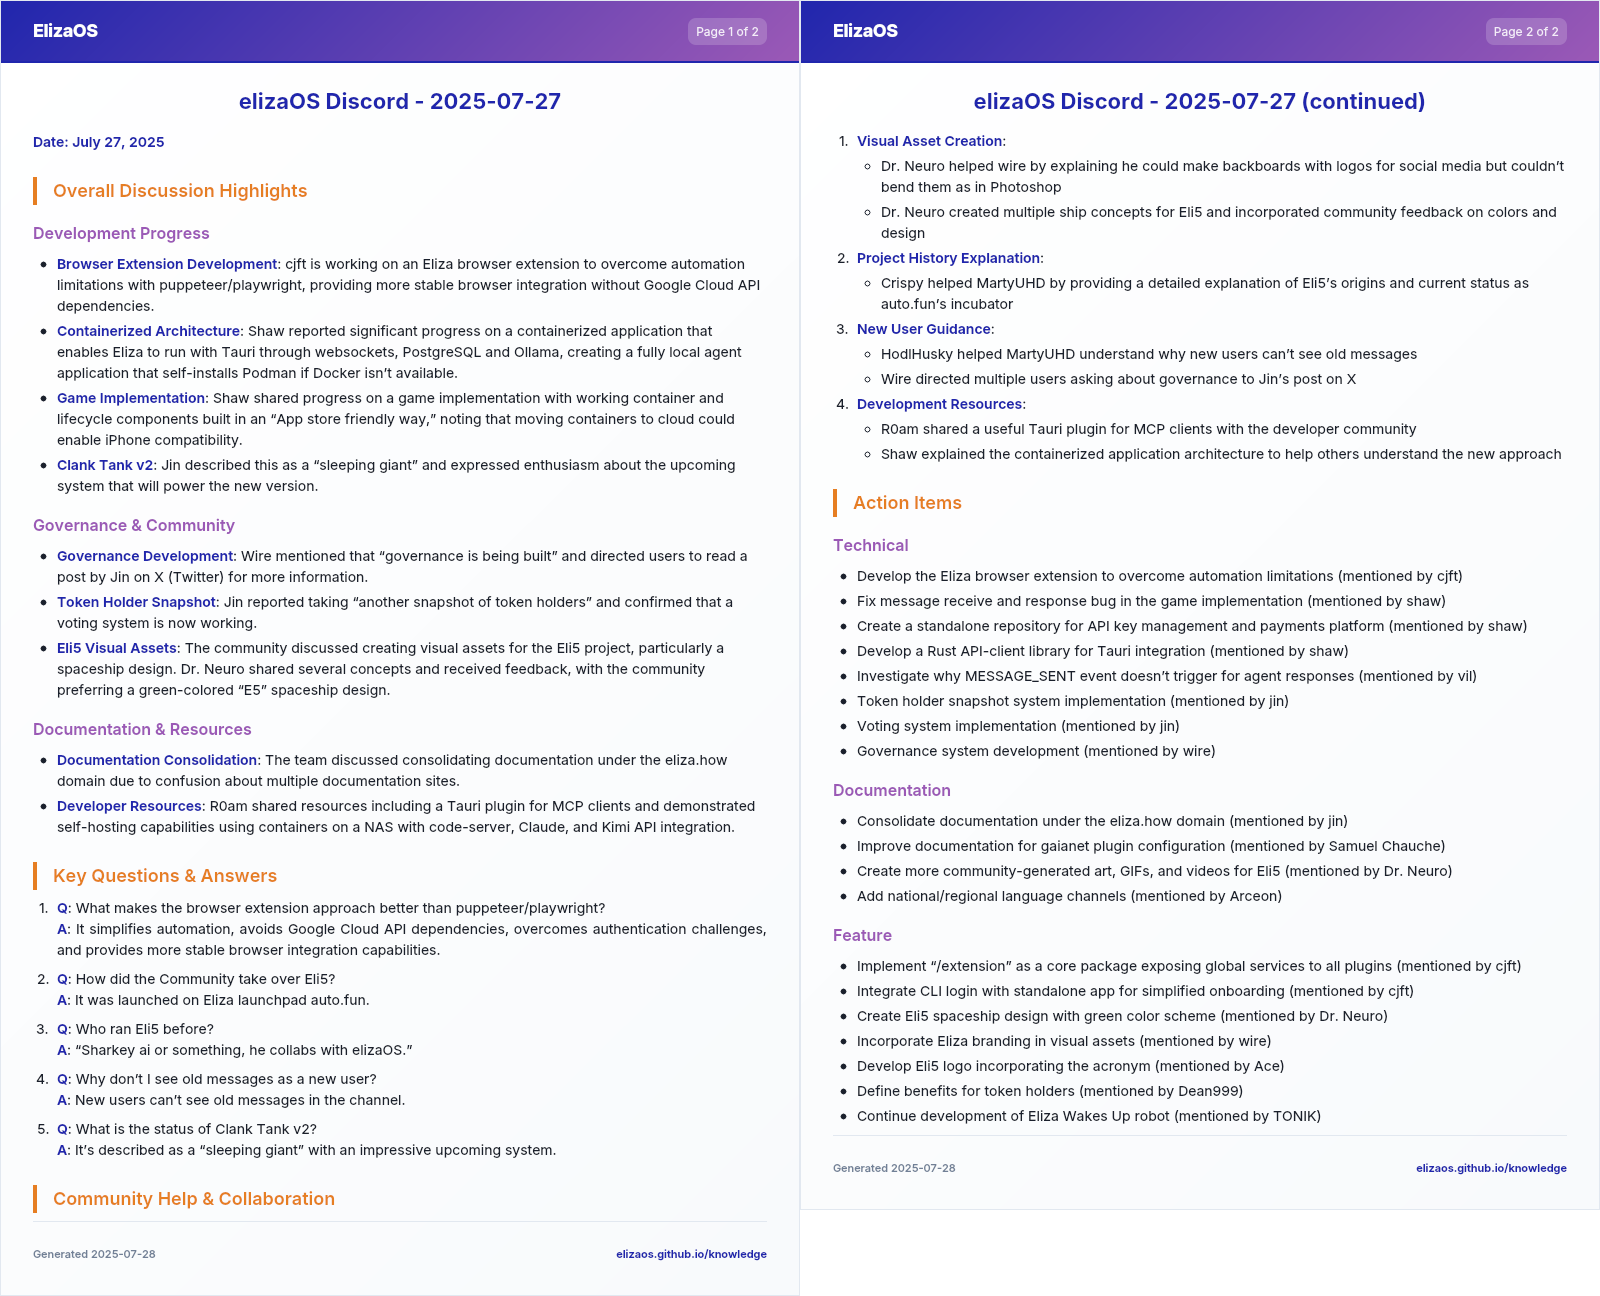 ElizaOS
Page 1 of 2
elizaOS Discord - 2025-07-27
Date: July 27, 2025
Overall Discussion Highlights
Development Progress
• Browser Extension Development: cjft is working on an Eliza browser extension to overcome automation
limitations with puppeteer/playwright, providing more stable browser integration without Google Cloud API
dependencies.
• Containerized Architecture: Shaw reported significant progress on a containerized application that
enables Eliza to run with Tauri through websockets, PostgreSQL and Ollama, creating a fully local agent
application that self-installs Podman if Docker isn’t available.
• Game Implementation: Shaw shared progress on a game implementation with working container and
lifecycle components built in an “App store friendly way,” noting that moving containers to cloud could
enable iPhone compatibility.
• Clank Tank v2: Jin described this as a “sleeping giant” and expressed enthusiasm about the upcoming
system that will power the new version.
Governance & Community
• Governance Development: Wire mentioned that “governance is being built” and directed users to read a
post by Jin on X (Twitter) for more information.
• Token Holder Snapshot: Jin reported taking “another snapshot of token holders” and confirmed that a
voting system is now working.
• Eli5 Visual Assets: The community discussed creating visual assets for the Eli5 project, particularly a
spaceship design. Dr. Neuro shared several concepts and received feedback, with the community
preferring a green-colored “E5” spaceship design.
Documentation & Resources
• Documentation Consolidation: The team discussed consolidating documentation under the eliza.how
domain due to confusion about multiple documentation sites.
• Developer Resources: R0am shared resources including a Tauri plugin for MCP clients and demonstrated
self-hosting capabilities using containers on a NAS with code-server, Claude, and Kimi API integration.
Key Questions & Answers
1. Q: What makes the browser extension approach better than puppeteer/playwright?
A: It simplifies automation, avoids Google Cloud API dependencies, overcomes authentication challenges,
and provides more stable browser integration capabilities.
2. Q: How did the Community take over Eli5?
A: It was launched on Eliza launchpad auto.fun.
3. Q: Who ran Eli5 before?
A: “Sharkey ai or something, he collabs with elizaOS.”
4. Q: Why don’t I see old messages as a new user?
A: New users can’t see old messages in the channel.
5. Q: What is the status of Clank Tank v2?
A: It’s described as a “sleeping giant” with an impressive upcoming system.
Community Help & Collaboration
Generated 2025-07-28
elizaos.github.io/knowledge
ElizaOS
Page 2 of 2
elizaOS Discord - 2025-07-27 (continued)
1. Visual Asset Creation:
◦ Dr. Neuro helped wire by explaining he could make backboards with logos for social media but couldn’t
bend them as in Photoshop
◦ Dr. Neuro created multiple ship concepts for Eli5 and incorporated community feedback on colors and
design
2. Project History Explanation:
◦ Crispy helped MartyUHD by providing a detailed explanation of Eli5’s origins and current status as
auto.fun’s incubator
3. New User Guidance:
◦ HodlHusky helped MartyUHD understand why new users can’t see old messages
◦ Wire directed multiple users asking about governance to Jin’s post on X
4. Development Resources:
◦ R0am shared a useful Tauri plugin for MCP clients with the developer community
◦ Shaw explained the containerized application architecture to help others understand the new approach
Action Items
Technical
• Develop the Eliza browser extension to overcome automation limitations (mentioned by cjft)
• Fix message receive and response bug in the game implementation (mentioned by shaw)
• Create a standalone repository for API key management and payments platform (mentioned by shaw)
• Develop a Rust API-client library for Tauri integration (mentioned by shaw)
• Investigate why MESSAGE_SENT event doesn’t trigger for agent responses (mentioned by vil)
• Token holder snapshot system implementation (mentioned by jin)
• Voting system implementation (mentioned by jin)
• Governance system development (mentioned by wire)
Documentation
• Consolidate documentation under the eliza.how domain (mentioned by jin)
• Improve documentation for gaianet plugin configuration (mentioned by Samuel Chauche)
• Create more community-generated art, GIFs, and videos for Eli5 (mentioned by Dr. Neuro)
• Add national/regional language channels (mentioned by Arceon)
Feature
• Implement “/extension” as a core package exposing global services to all plugins (mentioned by cjft)
• Integrate CLI login with standalone app for simplified onboarding (mentioned by cjft)
• Create Eli5 spaceship design with green color scheme (mentioned by Dr. Neuro)
• Incorporate Eliza branding in visual assets (mentioned by wire)
• Develop Eli5 logo incorporating the acronym (mentioned by Ace)
• Define benefits for token holders (mentioned by Dean999)
• Continue development of Eliza Wakes Up robot (mentioned by TONIK)
Generated 2025-07-28
elizaos.github.io/knowledge